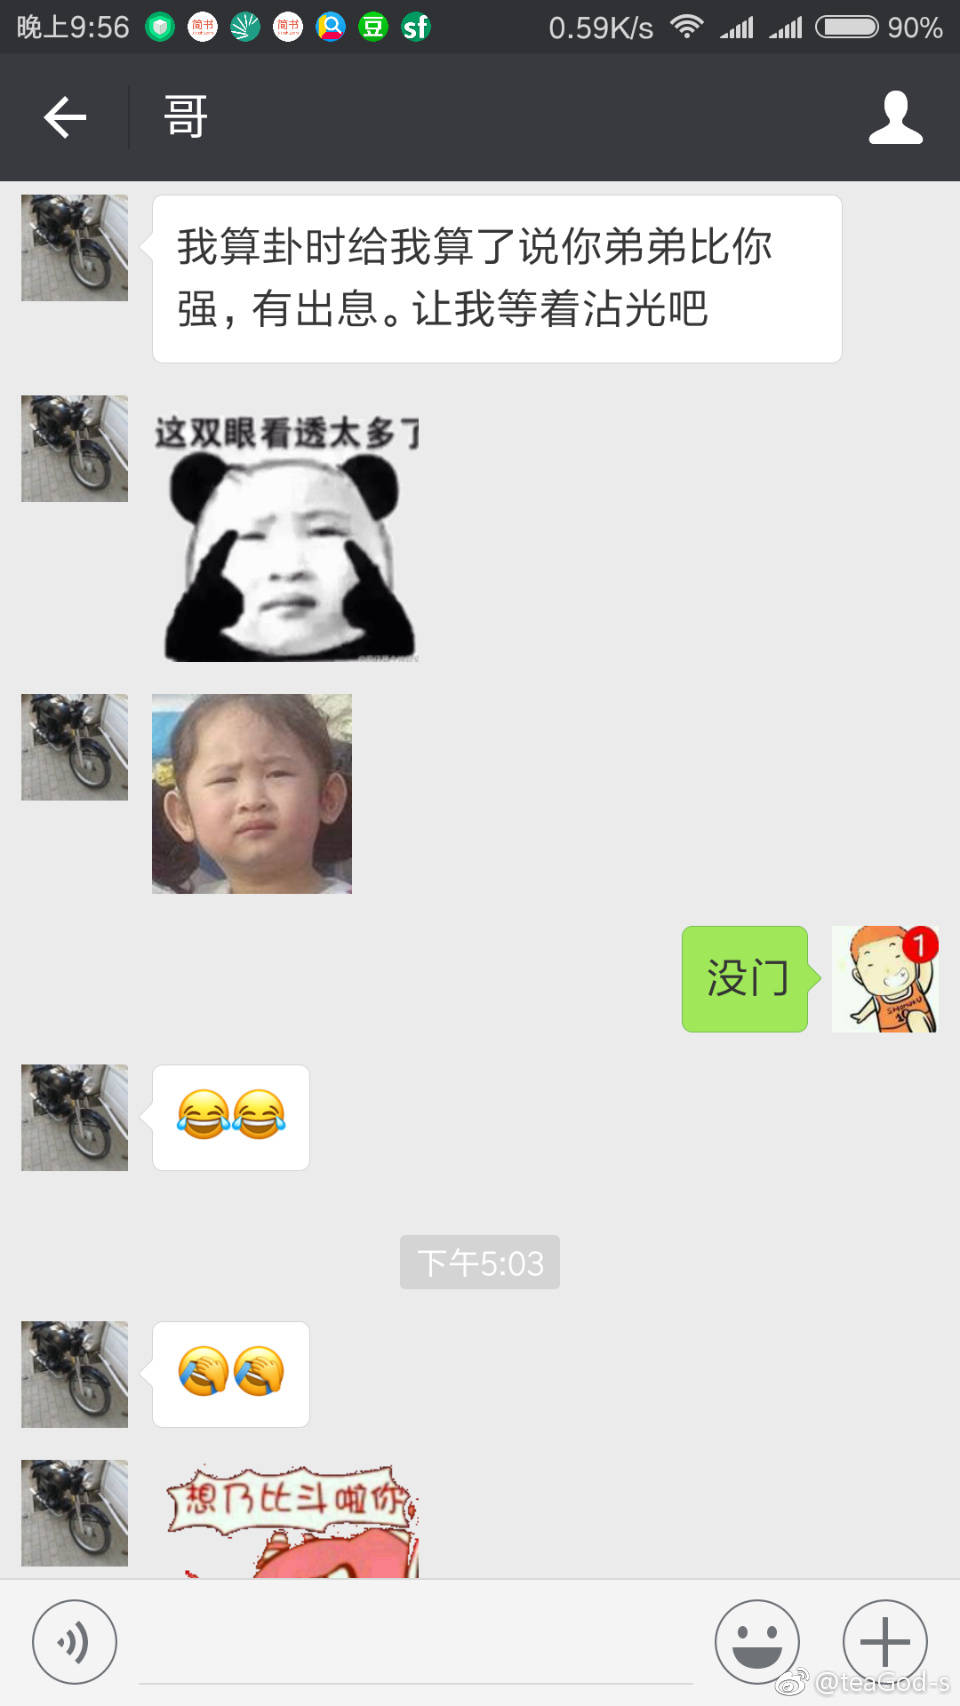 晚上9:56
简书
简书
豆
sf
0.59K/s
90%
哥
我算卦时给我算了说你弟弟比你
强，有出息。让我等着沾光吧
这双眼看透太多了
没门
1
SHOHOKU
10
下午5:03
想乃比斗啦你
@teaGod-s